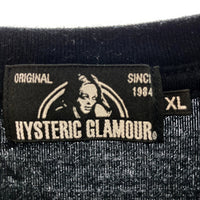 ORIGINAL SINCE
1984
XL
HYSTERIC GLAMOUR®